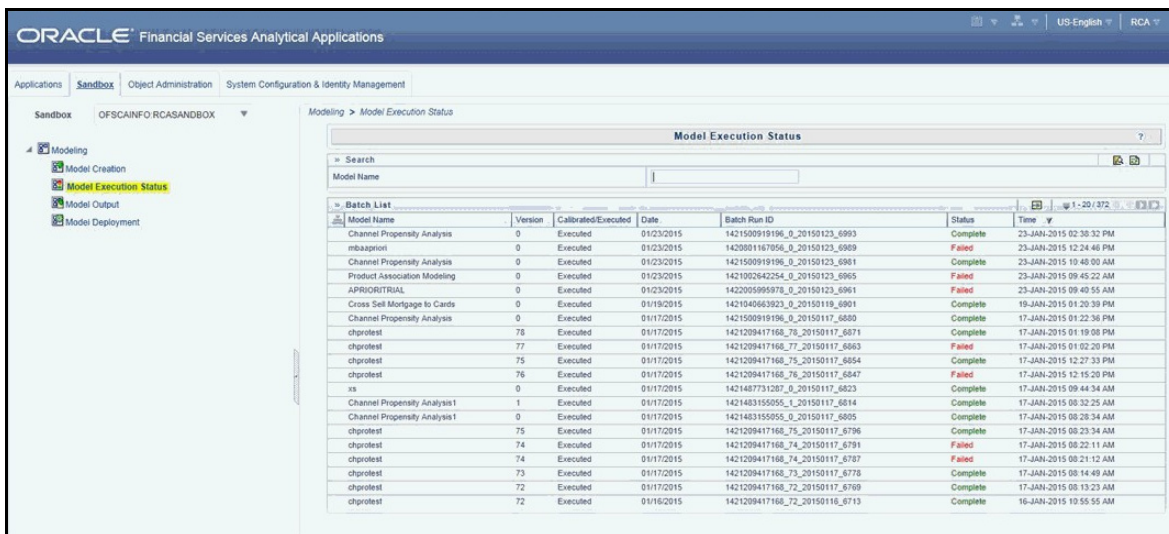 US-English
RCA
ORACLE Financial Services Analytical Applications
Applications Sandbox Object Administration System Configuration & Identity Management
Sandbox OFSCAINFO:RCASANDBOX
Modeling > Model Execution Status
Modeling
Model Creation
Model Execution Status
Model Output
Model Deployment
Model Execution Status ?
» Search
Model Name
» Batch List 1 - 20 / 372
Model Name Version Calibrated/Executed Date Batch Run ID Status Time
Channel Propensity Analysis 0 Executed 01/23/2015 1421500919196_0_20150123_6993 Complete 23-JAN-2015 02:38:32 PM
mbaapriori 0 Executed 01/23/2015 1420801167056_0_20150123_6989 Failed 23-JAN-2015 12:24:46 PM
Channel Propensity Analysis 0 Executed 01/23/2015 1421500919196_0_20150123_6981 Complete 23-JAN-2015 10:48:00 AM
Product Association Modeling 0 Executed 01/23/2015 1421002642254_0_20150123_6965 Failed 23-JAN-2015 09:45:22 AM
APRIORITRIAL 0 Executed 01/23/2015 1422005995978_0_20150123_6961 Failed 23-JAN-2015 09:40:55 AM
Cross Sell Mortgage to Cards 0 Executed 01/19/2015 1421040663923_0_20150119_6901 Complete 19-JAN-2015 01:20:39 PM
Channel Propensity Analysis 0 Executed 01/17/2015 1421500919196_0_20150117_6880 Complete 17-JAN-2015 01:22:36 PM
chprotest 78 Executed 01/17/2015 1421209417168_78_20150117_6871 Complete 17-JAN-2015 01:19:08 PM
chprotest 77 Executed 01/17/2015 1421209417168_77_20150117_6863 Failed 17-JAN-2015 01:02:20 PM
chprotest 75 Executed 01/17/2015 1421209417168_75_20150117_6854 Complete 17-JAN-2015 12:27:33 PM
chprotest 76 Executed 01/17/2015 1421209417168_76_20150117_6847 Failed 17-JAN-2015 12:15:20 PM
xs 0 Executed 01/17/2015 1421487731287_0_20150117_6823 Complete 17-JAN-2015 09:44:34 AM
Channel Propensity Analysis1 1 Executed 01/17/2015 1421483155055_1_20150117_6814 Complete 17-JAN-2015 08:32:25 AM
Channel Propensity Analysis1 0 Executed 01/17/2015 1421483155055_0_20150117_6805 Complete 17-JAN-2015 08:28:34 AM
chprotest 75 Executed 01/17/2015 1421209417168_75_20150117_6796 Complete 17-JAN-2015 08:23:34 AM
chprotest 74 Executed 01/17/2015 1421209417168_74_20150117_6791 Failed 17-JAN-2015 08:22:11 AM
chprotest 74 Executed 01/17/2015 1421209417168_74_20150117_6787 Failed 17-JAN-2015 08:21:12 AM
chprotest 73 Executed 01/17/2015 1421209417168_73_20150117_6778 Complete 17-JAN-2015 08:14:49 AM
chprotest 72 Executed 01/17/2015 1421209417168_72_20150117_6769 Complete 17-JAN-2015 08:13:23 AM
chprotest 72 Executed 01/16/2015 1421209417168_72_20150116_6713 Complete 16-JAN-2015 10:55:55 AM